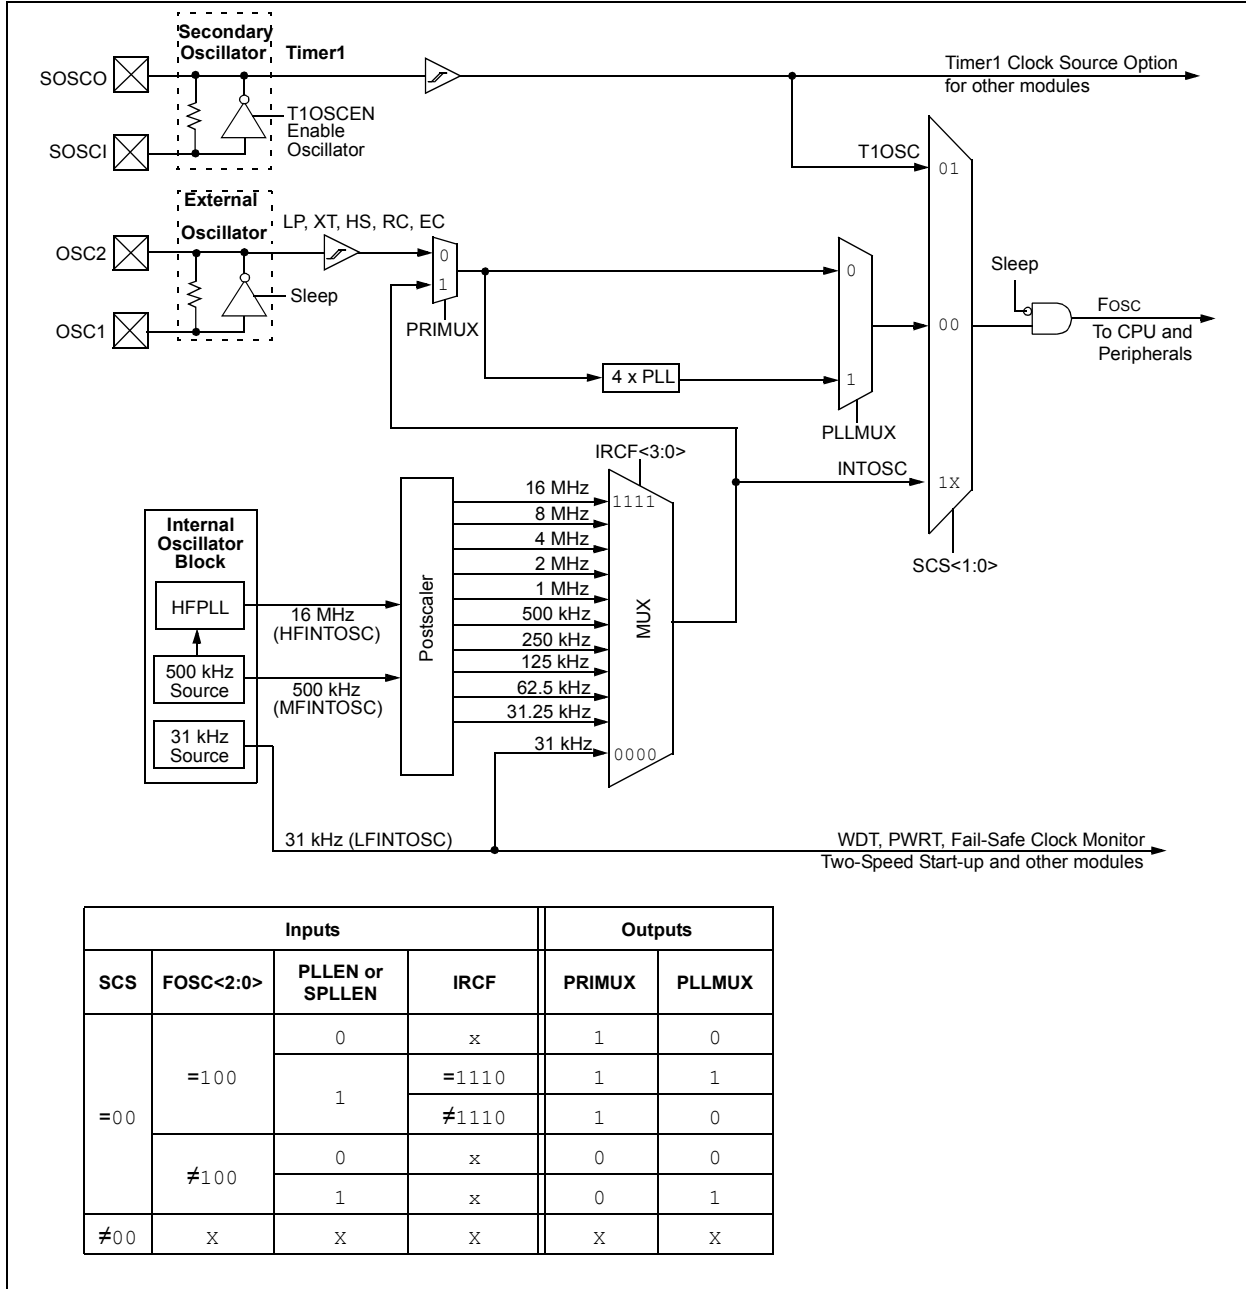 Secondary
Oscillator
Timer1
SOSCO
SOSCI
T1OSCEN
Enable
Oscillator
Timer1 Clock Source Option
for other modules
T1OSC
01
External
Oscillator
LP, XT, HS, RC, EC
OSC2
OSC1
Sleep
0
1
PRIMUX
4 x PLL
0
1
PLLMUX
00
Sleep
FOSC
To CPU and
Peripherals
INTOSC
1X
SCS<1:0>
IRCF<3:0>
Internal
Oscillator
Block
HFPLL
500 kHz
Source
31 kHz
Source
16 MHz
(HFINTOSC)
500 kHz
(MFINTOSC)
Postscaler
16 MHz
8 MHz
4 MHz
2 MHz
1 MHz
500 kHz
250 kHz
125 kHz
62.5 kHz
31.25 kHz
31 kHz
1111
MUX
0000
31 kHz (LFINTOSC)
WDT, PWRT, Fail-Safe Clock Monitor
Two-Speed Start-up and other modules
Inputs Outputs
SCS FOSC<2:0> PLLEN or SPLLEN IRCF PRIMUX PLLMUX
=00 =100 0 x 1 0
1 =1110 1 1
≠1110 1 0
≠100 0 x 0 0
1 x 0 1
≠00 X X X X X